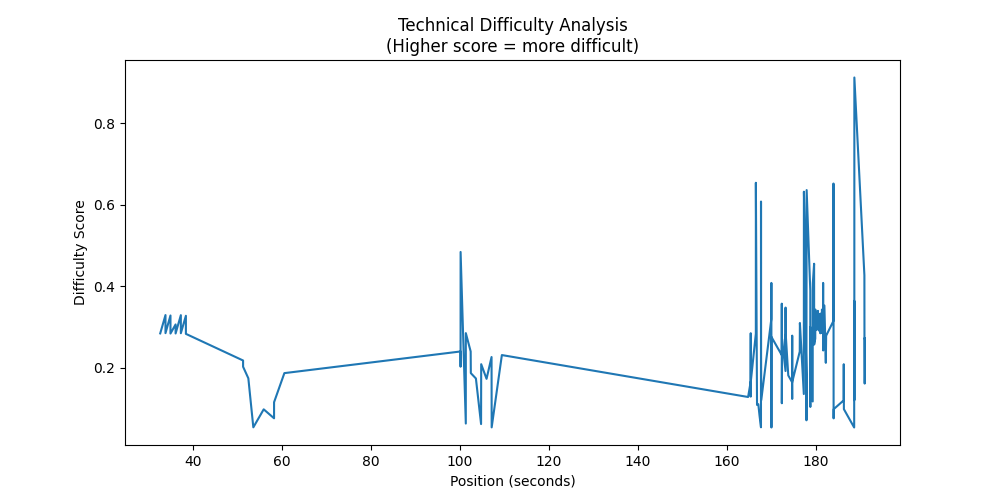 Technical Difficulty Analysis
(Higher score = more difficult)
Difficulty Score
0.8
0.6
0.4
0.2
40 60 80 100 120 140 160 180
Position (seconds)